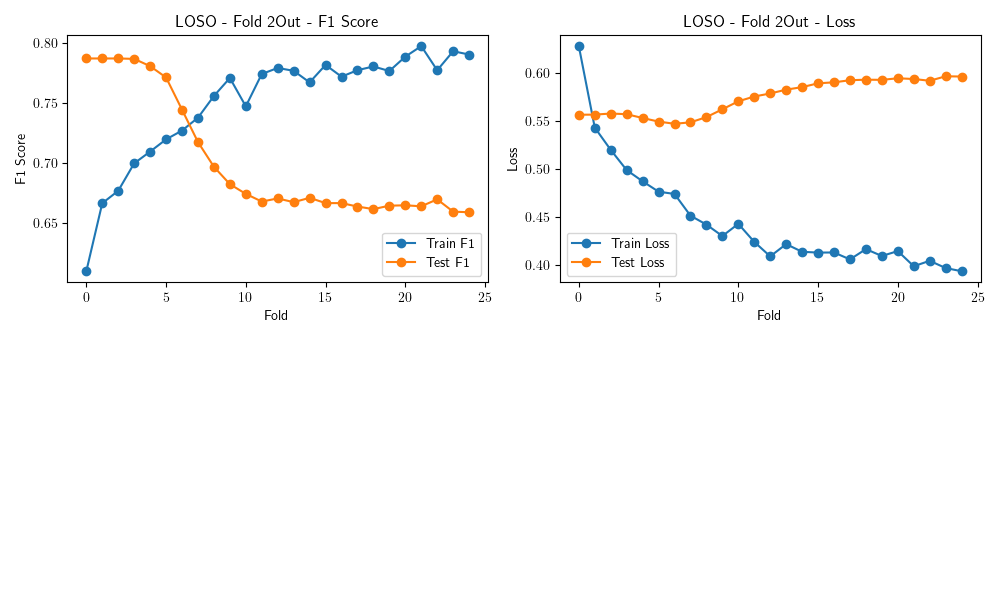 LOSO - Fold 2Out - F1 Score
0.80
0.75
0.70
0.65
F1 Score
0 5 10 15 20 25
Fold
Train F1
Test F1
LOSO - Fold 2Out - Loss
0.60
0.55
0.50
0.45
0.40
Loss
0 5 10 15 20 25
Fold
Train Loss
Test Loss